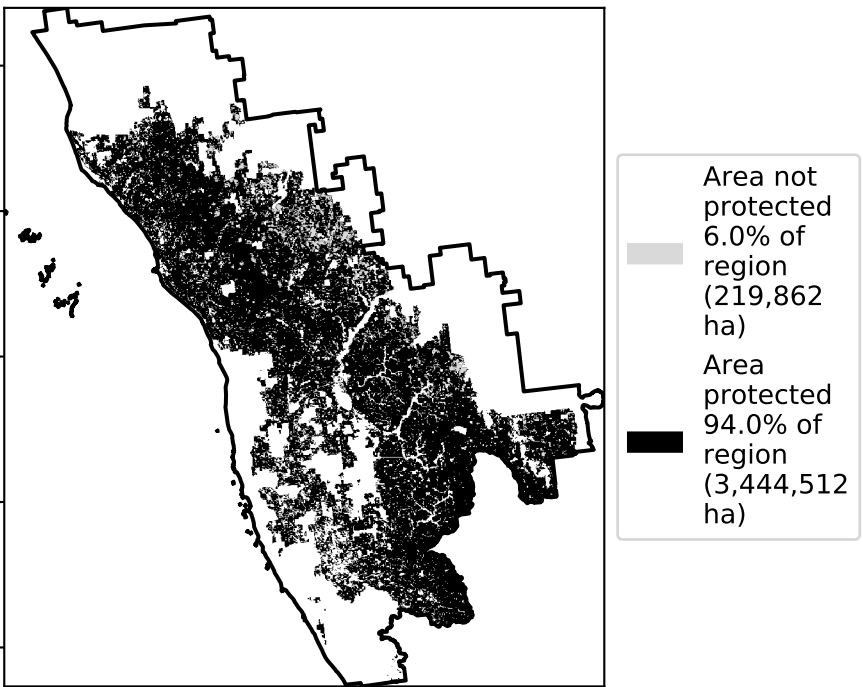 Area not
protected
6.0% of
region
(219,862
ha)
Area
protected
94.0% of
region
(3,444,512
ha)